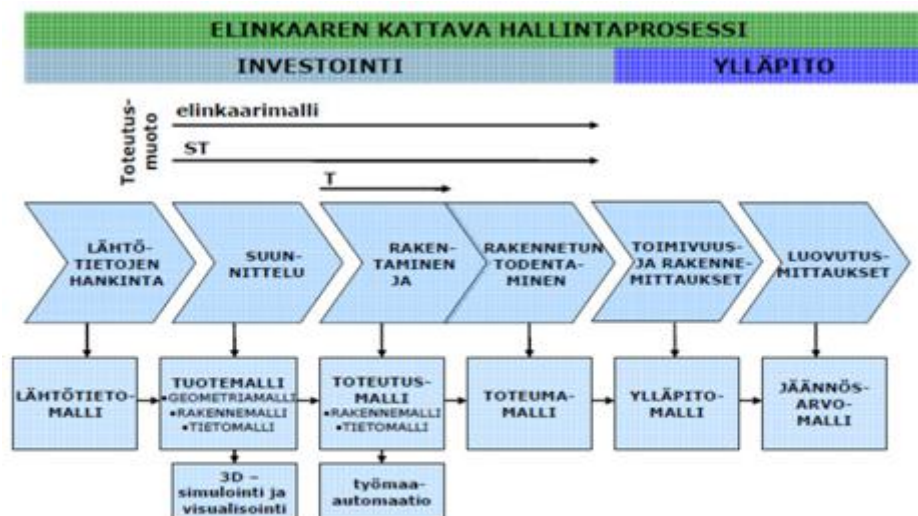 ELINKAAREN KATTAVA HALLINTAPROSESSI
INVESTOINTI
YLLÄPITO
Toteutus-
muoto
elinkaarimalli
ST
T
LÄHTÖ-
TIETOJEN
HANKINTA
SUUN-
NITTELU
RAKEN-
TAMINEN
JA
RAKENNETUN
TODENTA-
MINEN
TOIMIVUUS-
JA RAKENNE-
MITTAUKSET
LUOVUTUS-
MITTAUKSET
LÄHTÖTIETO-
MALLI
TUOTEMALLI
•GEOMETRIAMALLI
•RAKENNEMALLI
•TIETOMALLI
TOTEUTUS-
MALLI
•RAKENNEMALLI
•TIETOMALLI
TOTEUMA-
MALLI
YLLÄPITO-
MALLI
JÄÄNNÖS-
ARVO-
MALLI
3D –
simulointi ja
visualisointi
työmaa-
automaatio